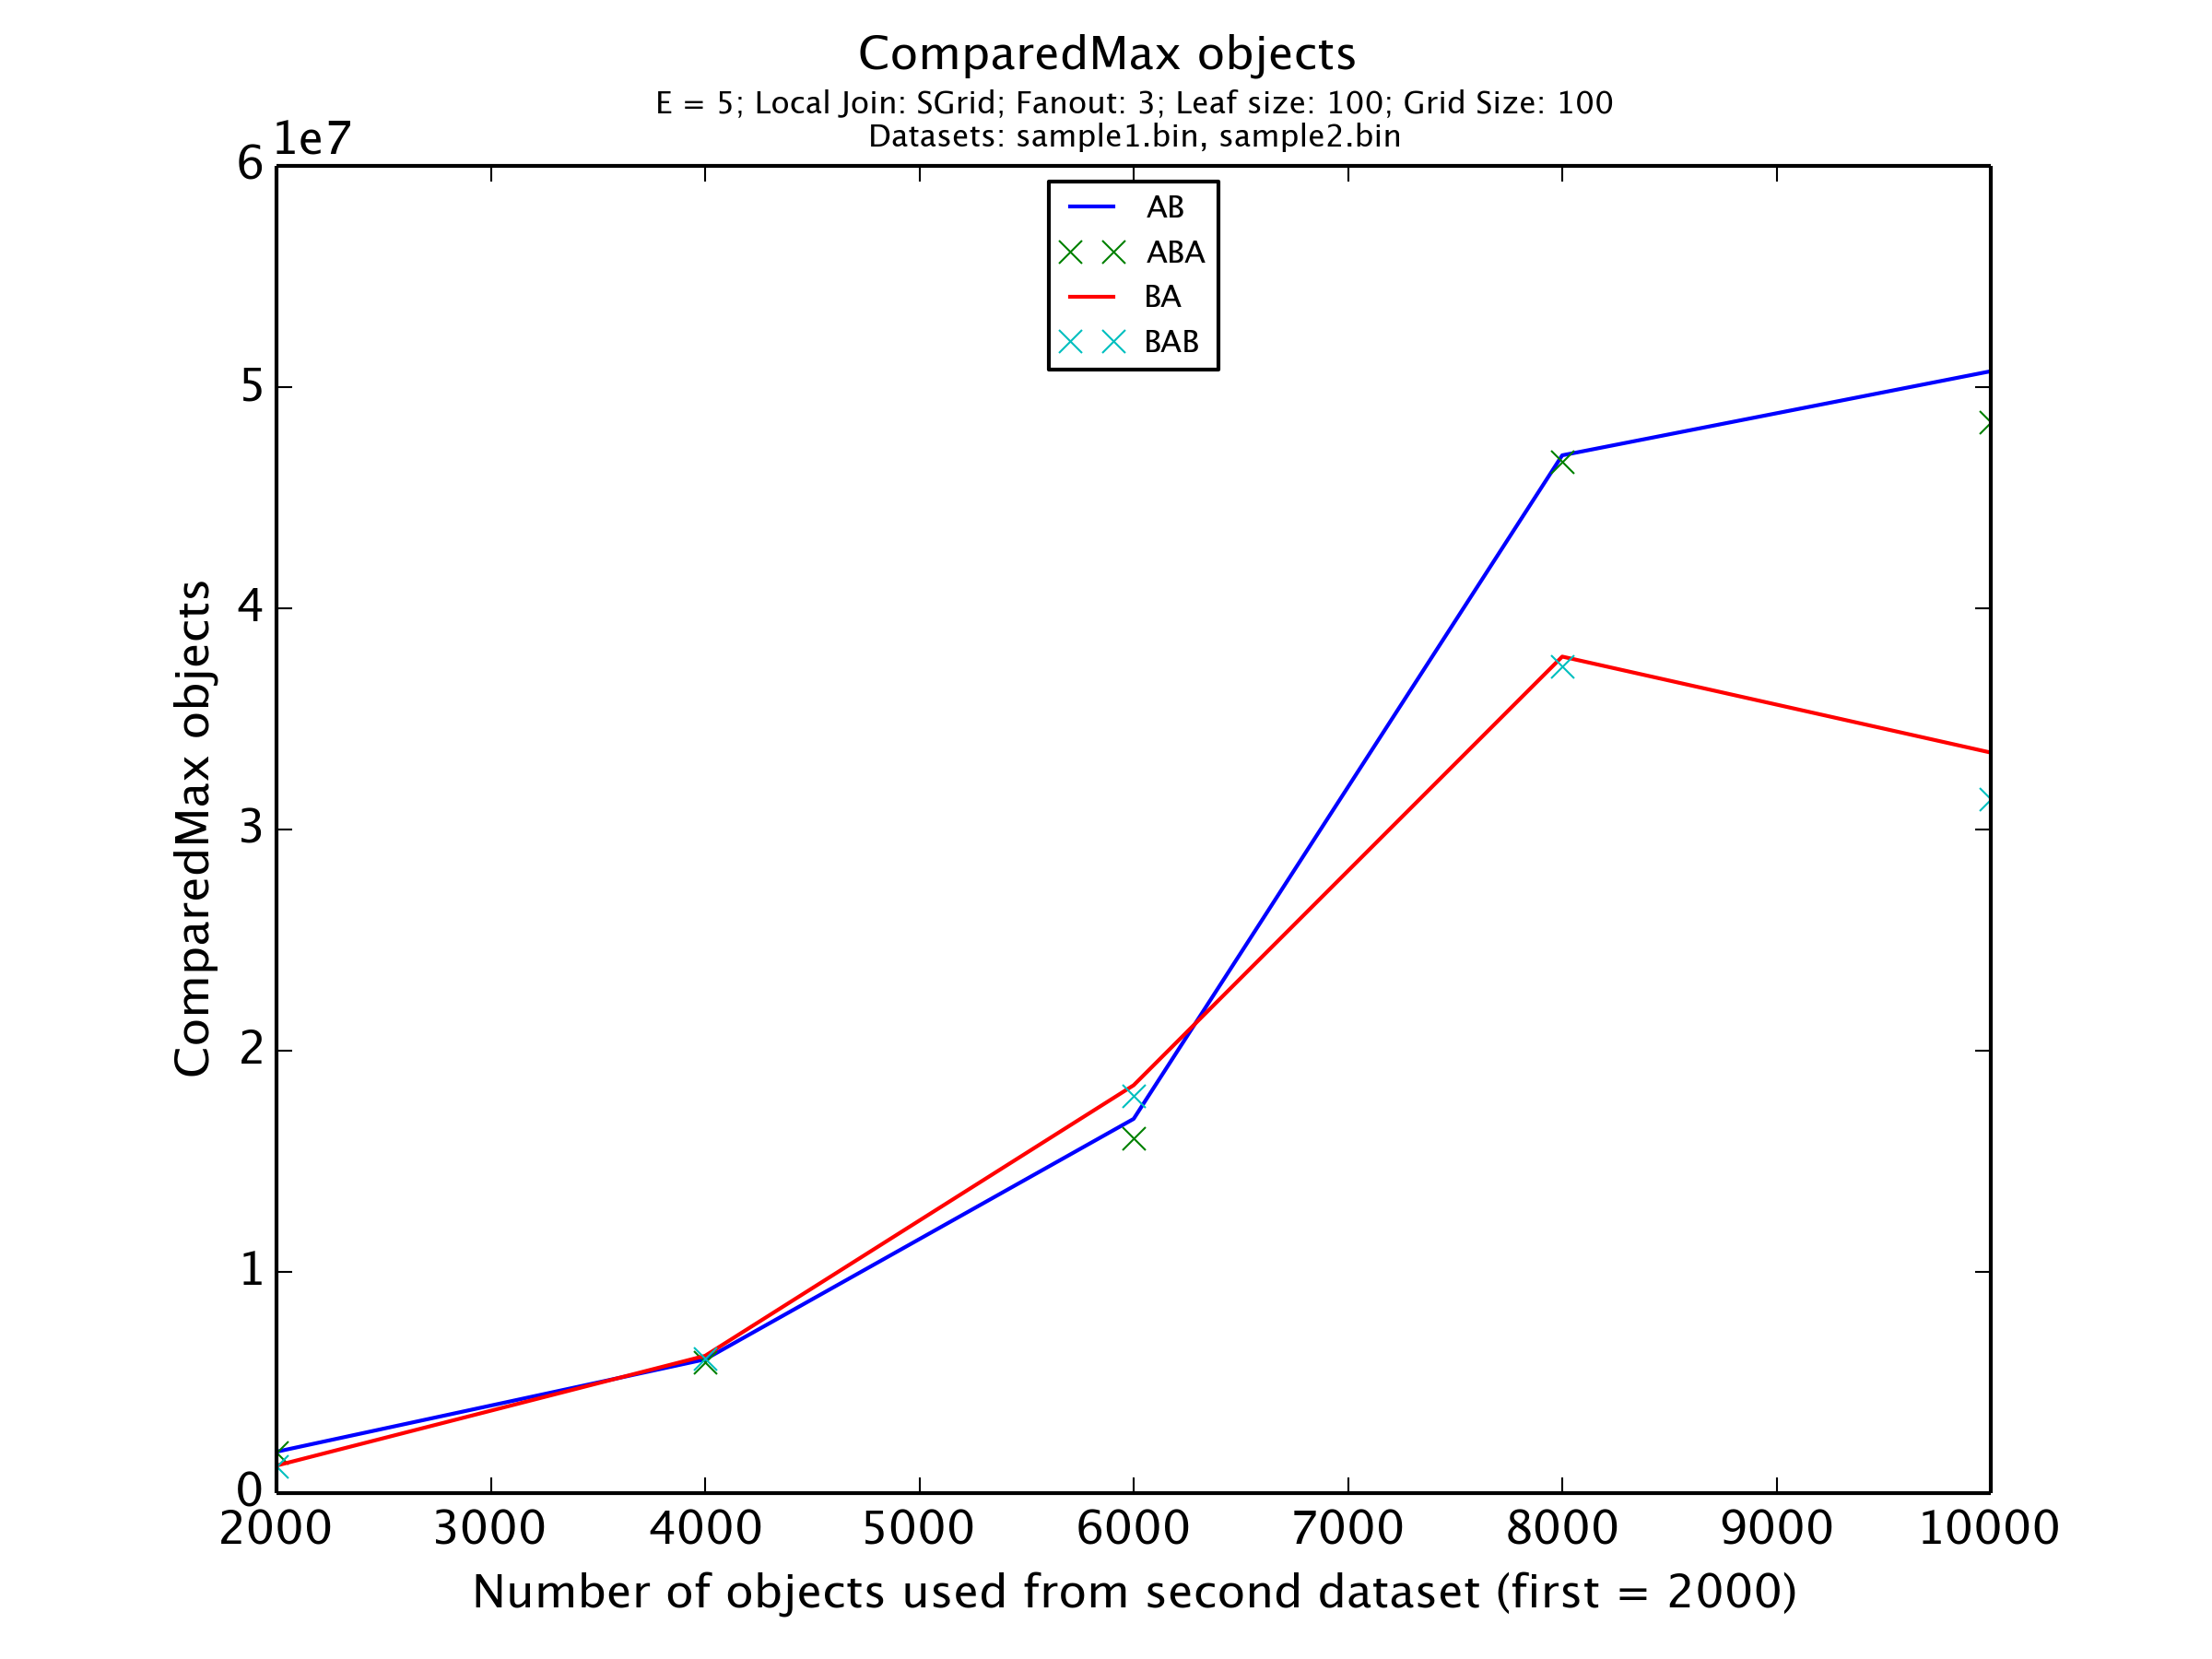 ComparedMax objects
E = 5; Local Join: SGrid; Fanout: 3; Leaf size: 100; Grid Size: 100
Datasets: sample1.bin, sample2.bin
1e7
6
5
4
3
2
1
0
ComparedMax objects
AB
ABA
BA
BAB
2000 3000 4000 5000 6000 7000 8000 9000 10000
Number of objects used from second dataset (first = 2000)